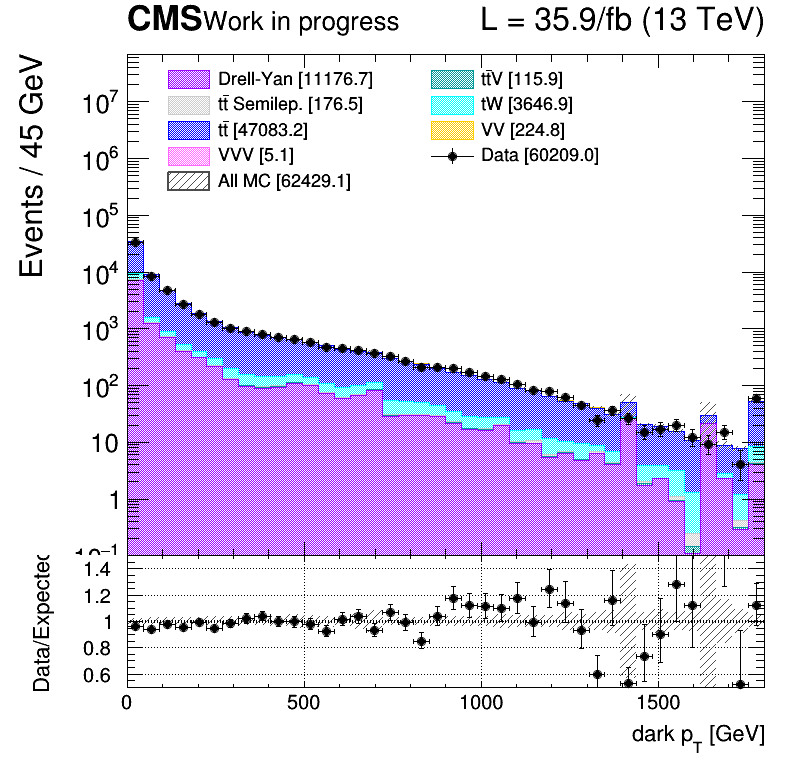 CMS Work in progress L = 35.9/fb (13 TeV)
Events / 45 GeV
Drell-Yan [11176.7]
tt̄ Semilep. [176.5]
tt̄ [47083.2]
VVV [5.1]
All MC [62429.1]
tt̄V [115.9]
tW [3646.9]
VV [224.8]
Data [60209.0]
10⁷
10⁶
10⁵
10⁴
10³
10²
10
1
10⁻¹
Data/Expected
1.4
1.2
1
0.8
0.6
0 500 1000 1500
dark p_T [GeV]